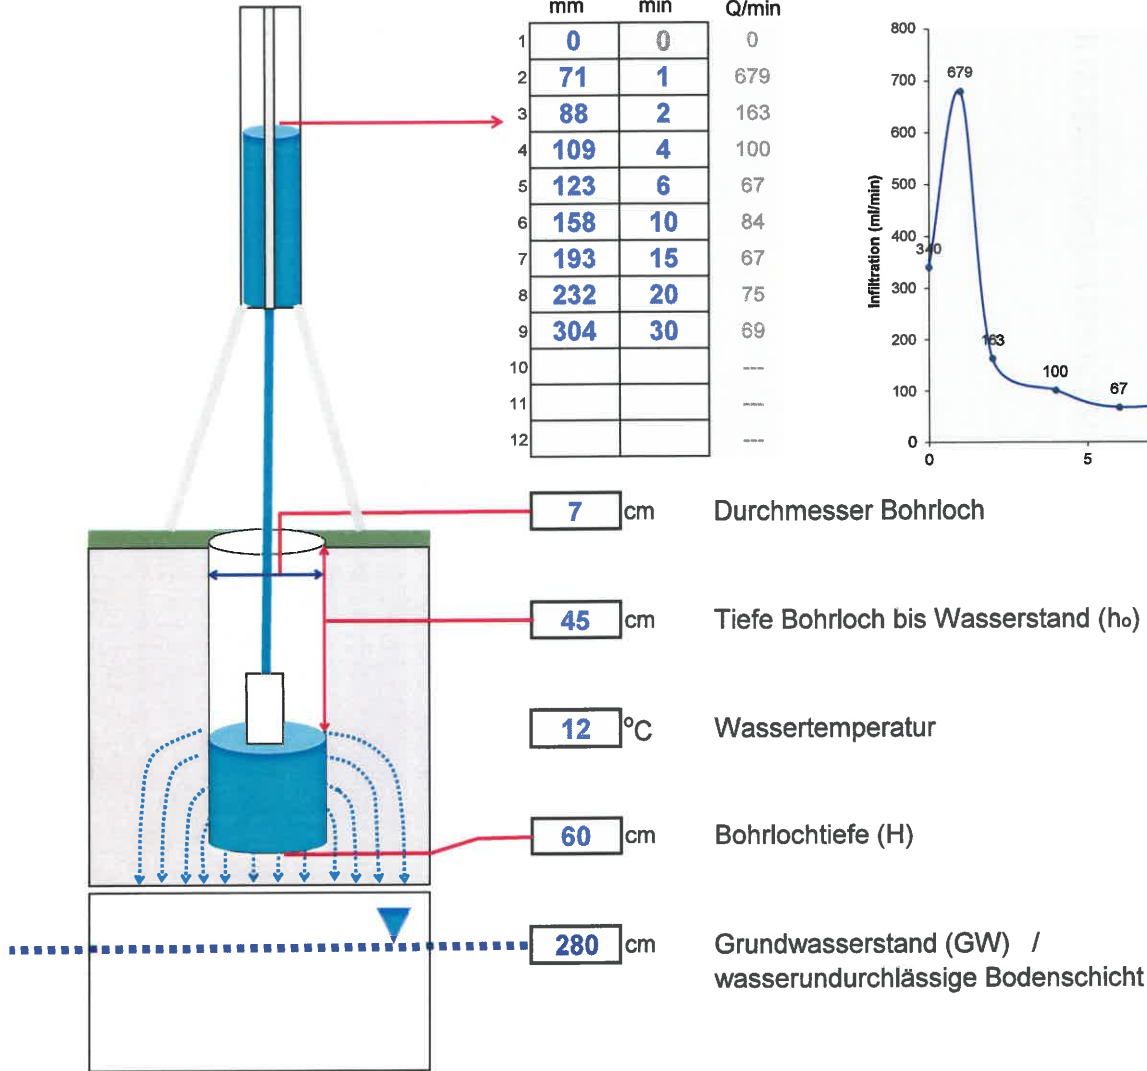 mm min Q/min
1 0 0 0
2 71 1 679
3 88 2 163
4 109 4 100
5 123 6 67
6 158 10 84
7 193 15 67
8 232 20 75
9 304 30 69
10 ---
11 ---
12 ---
Infiltration (ml/min)
800
700
600
500
400
300
200
100
0
0 5
340
679
163
100
67
7 cm Durchmesser Bohrloch
45 cm Tiefe Bohrloch bis Wasserstand (ho)
12 °C Wassertemperatur
60 cm Bohrlochtiefe (H)
280 cm Grundwasserstand (GW) /
wasserundurchlässige Bodenschicht